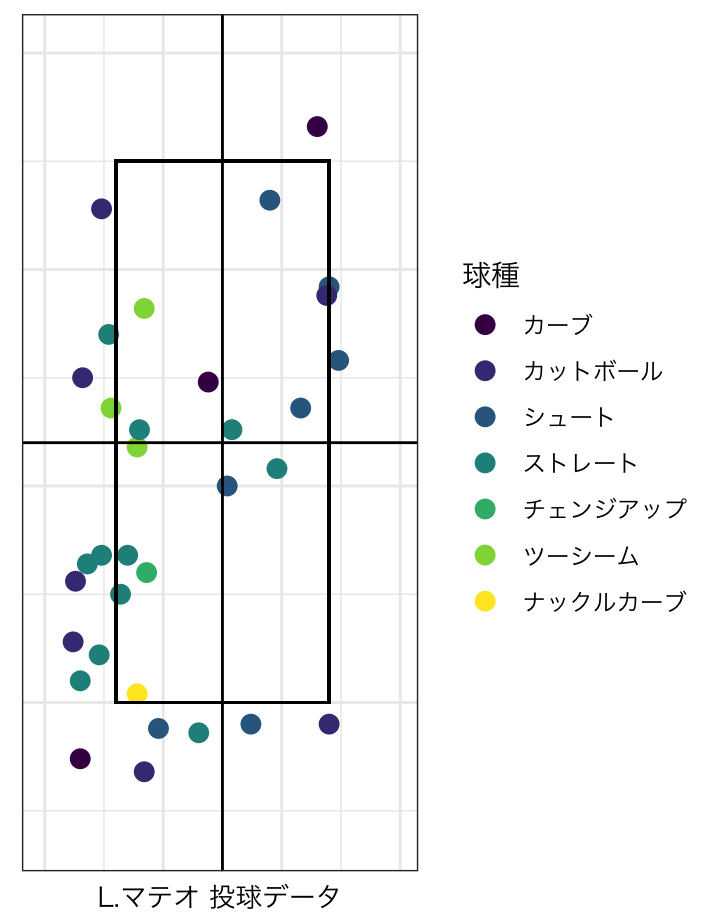 球種
カーブ
カットボール
シュート
ストレート
チェンジアップ
ツーシーム
ナックルカーブ
L.マテオ 投球データ